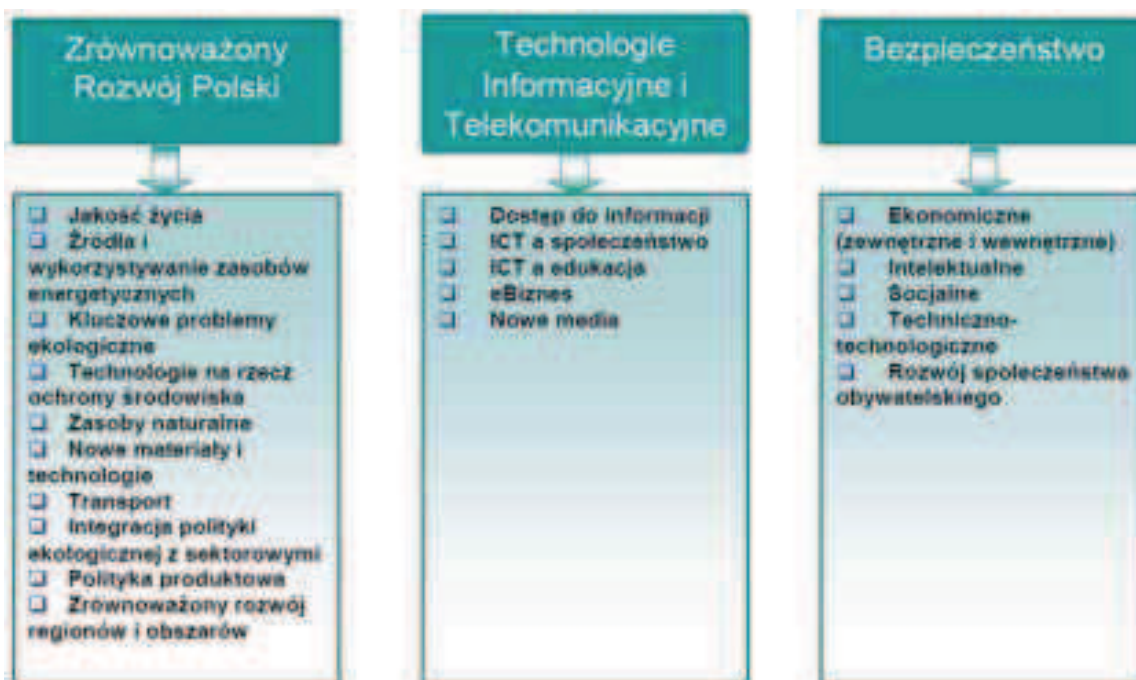 Zrównoważony
Rozwój Polski
❑ Jakość życia
❑ Źródła i
wykorzystywanie zasobów
energetycznych
❑ Kluczowe problemy
ekologiczne
❑ Technologie na rzecz
ochrony środowiska
❑ Zasoby naturalne
❑ Nowe materiały i
technologie
❑ Transport
❑ Integracja polityki
ekologicznej z sektorowymi
❑ Polityka produktowa
❑ Zrównoważony rozwój
regionów i obszarów
Technologie
Informacyjne i
Telekomunikacyjne
❑ Dostęp do informacji
❑ ICT a społeczeństwo
❑ ICT a edukacja
❑ eBiznes
❑ Nowe media
Bezpieczeństwo
❑ Ekonomiczne
(zewnętrzne i wewnętrzne)
❑ Intelektualne
❑ Socjalne
❑ Techniczno-
technologiczne
❑ Rozwój społeczeństwa
obywatelskiego